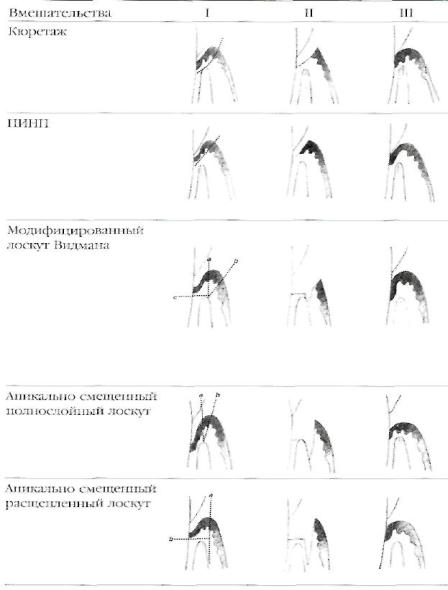 Вмешательства I II III
Кюретаж
ПИНП
Модифицированный
лоскут Видмана
a
b
c
Апикально смещенный
полнослойный лоскут
a b
Апикально смещенный
расщепленный лоскут
a
b